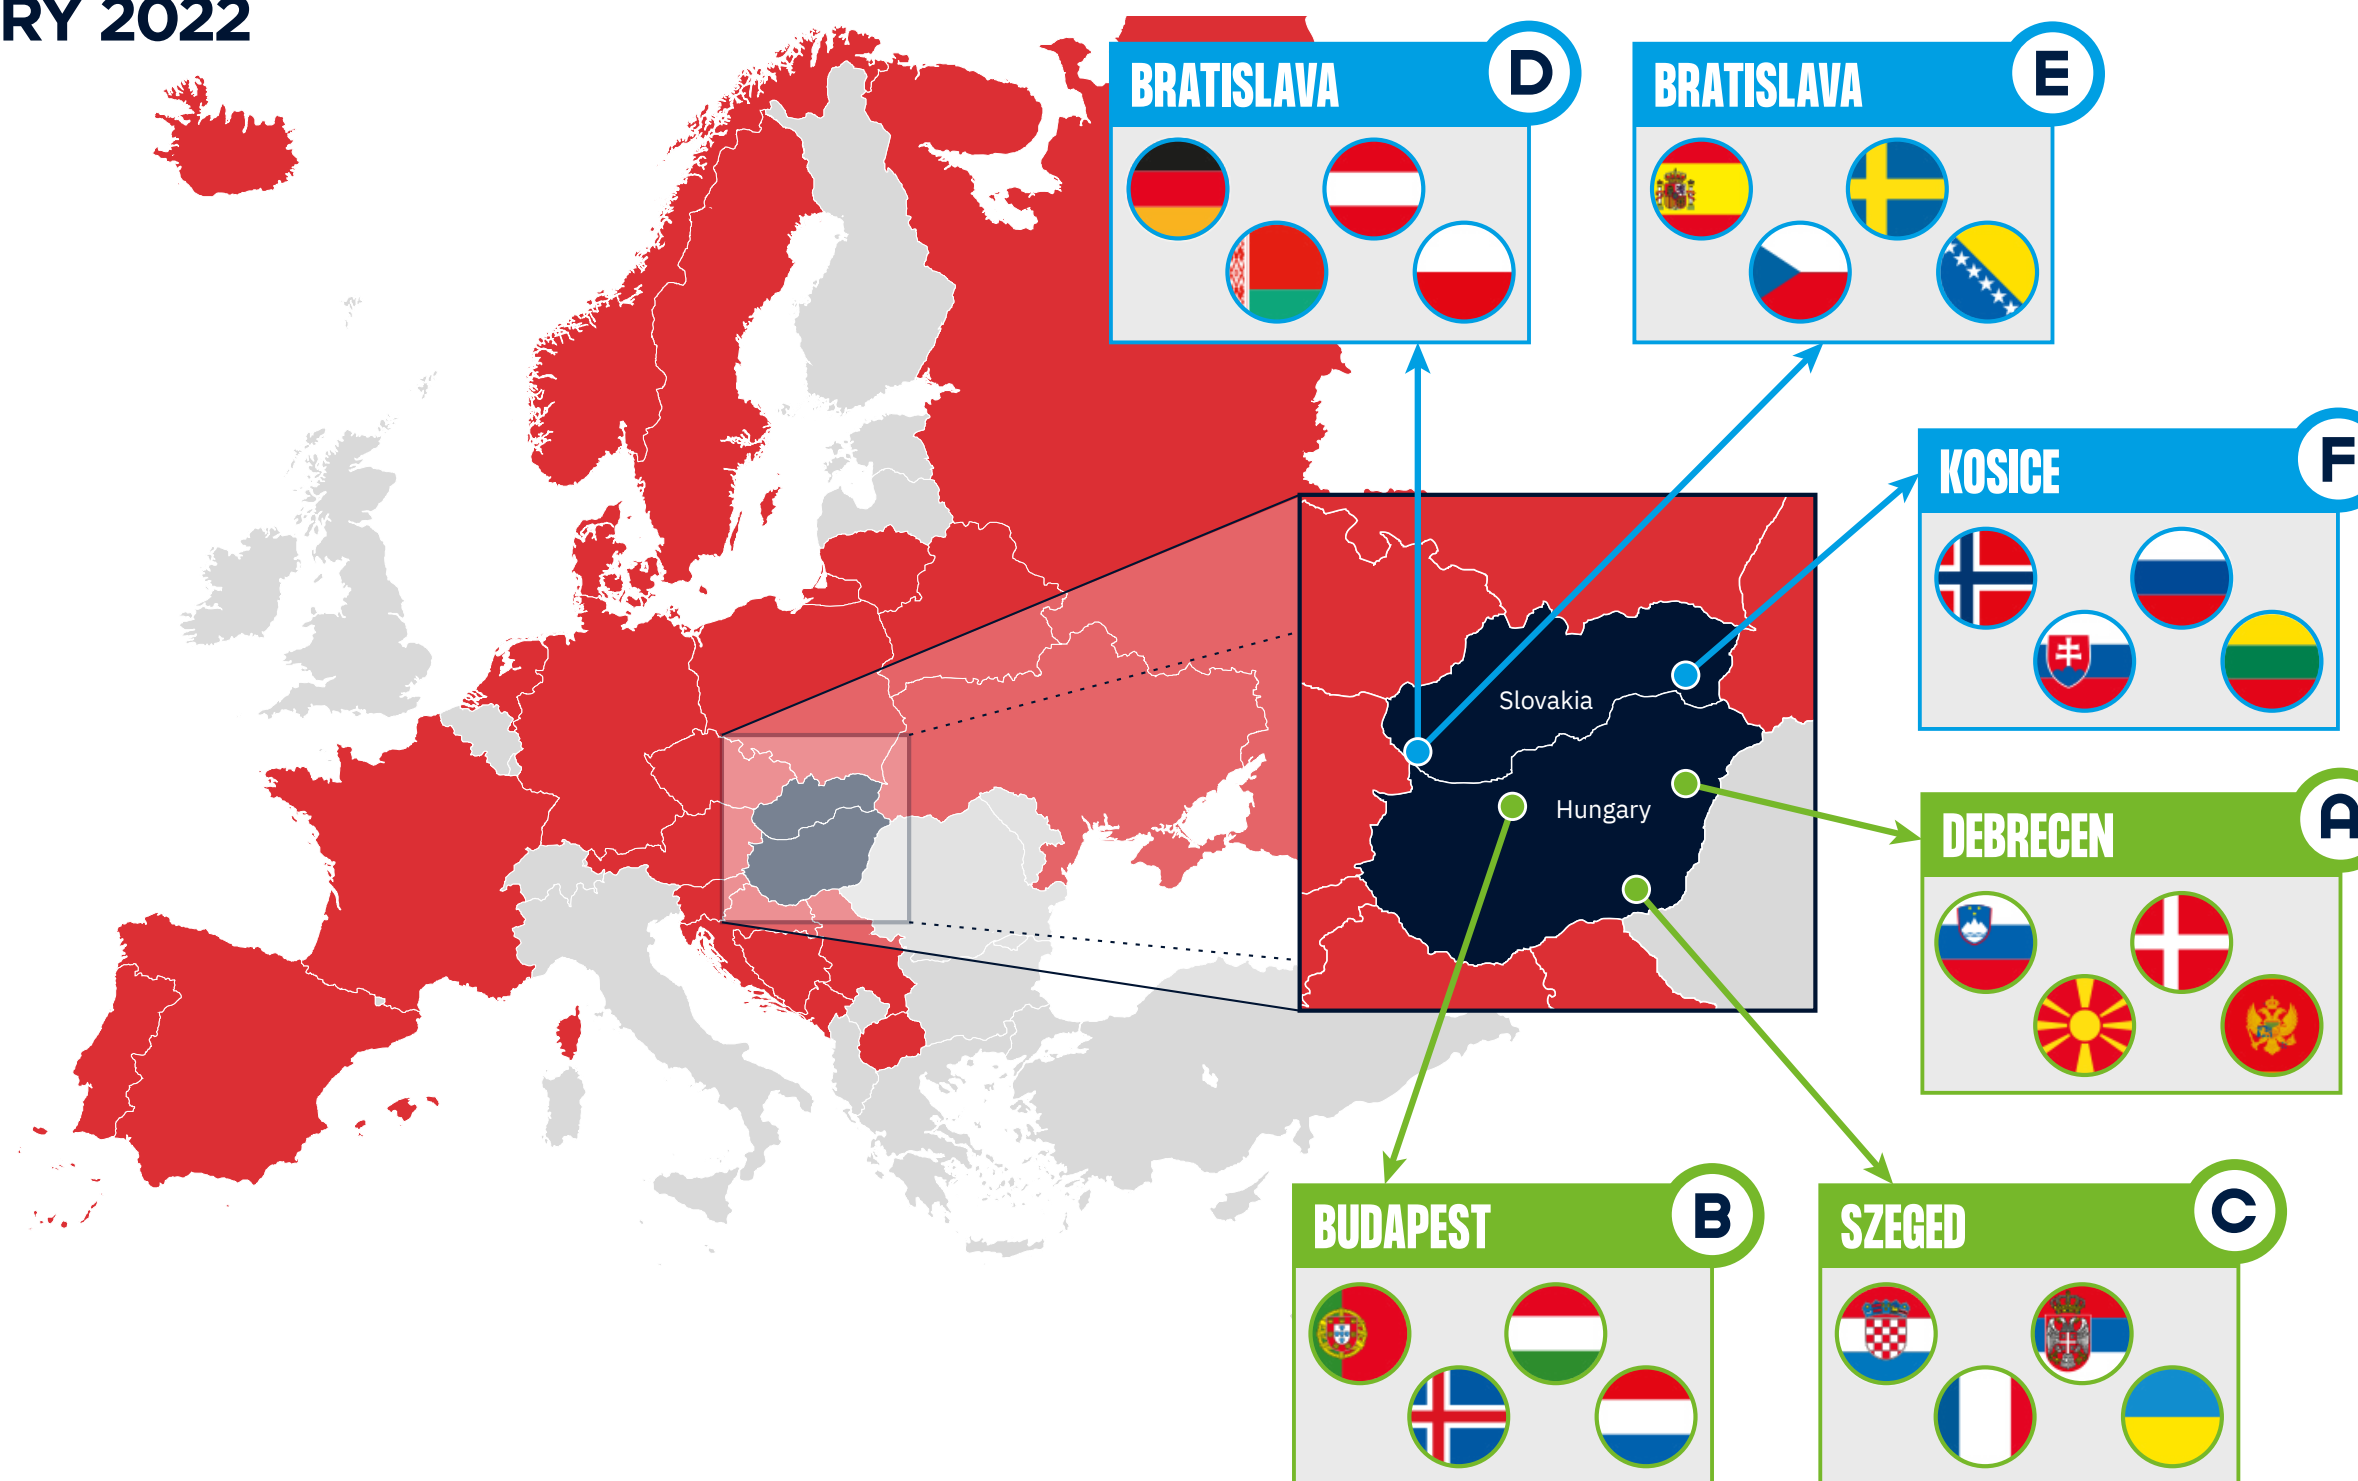 RY 2022
BRATISLAVA
D
BRATISLAVA
E
KOSICE
F
Slovakia
Hungary
DEBRECEN
A
BUDAPEST
B
SZEGED
C